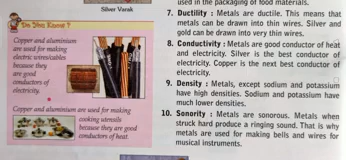 used in the packaging of food materials.
Silver Varak
7. Ductility : Metals are ductile. This means that
metals can be drawn into thin wires. Silver and
gold can be drawn into very thin wires.
8. Conductivity : Metals are good conductor of heat
and electricity. Silver is the best conductor of
electricity. Copper is the next best conductor of
electricity.
9. Density : Metals, except sodium and potassium
have high densities. Sodium and potassium have
much lower densities.
10. Sonority : Metals are sonorous. Metals when
struck hard produce a ringing sound. That is why
metals are used for making bells and wires for
musical instruments.
Do You Know ?
Copper and aluminium
are used for making
electric wires/cables
because they
are good
conductors of
electricity.
Copper and aluminium are used for making
cooking utensils
because they are good
conductors of heat.